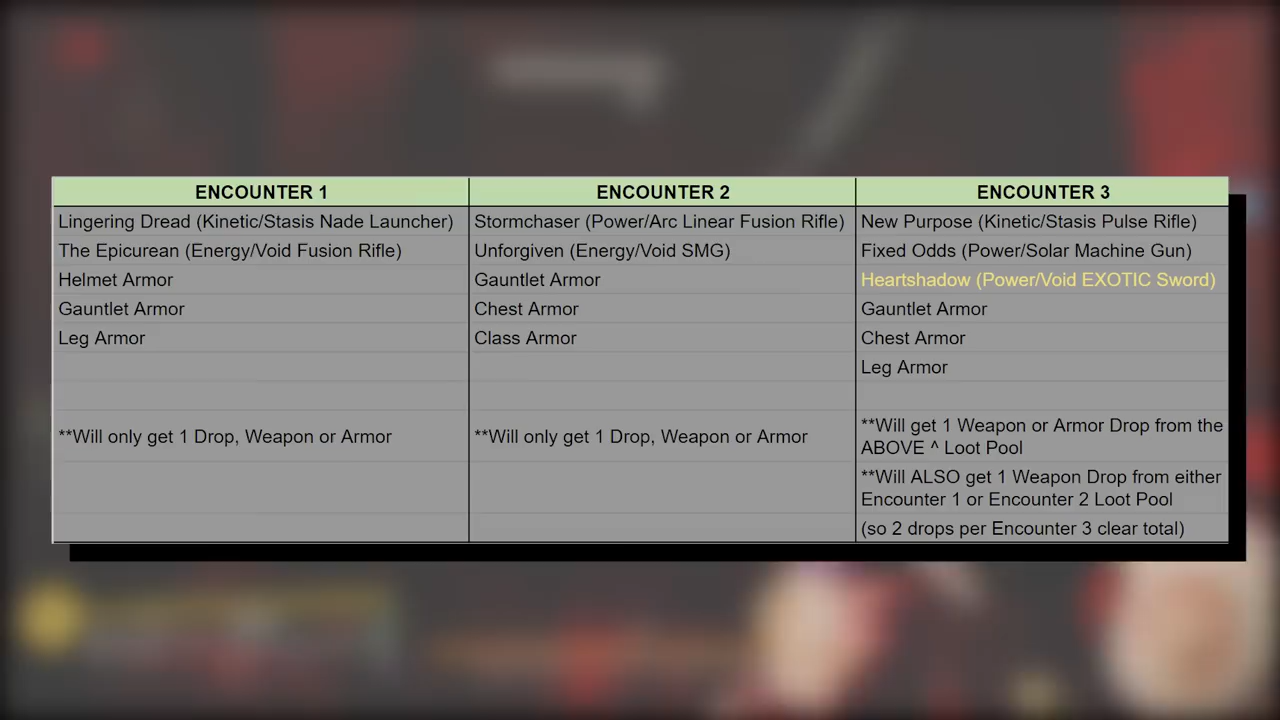 ENCOUNTER 1
Lingering Dread (Kinetic/Stasis Nade Launcher)
The Epicurean (Energy/Void Fusion Rifle)
Helmet Armor
Gauntlet Armor
Leg Armor
**Will only get 1 Drop, Weapon or Armor
ENCOUNTER 2
Stormchaser (Power/Arc Linear Fusion Rifle)
Unforgiven (Energy/Void SMG)
Gauntlet Armor
Chest Armor
Class Armor
**Will only get 1 Drop, Weapon or Armor
ENCOUNTER 3
New Purpose (Kinetic/Stasis Pulse Rifle)
Fixed Odds (Power/Solar Machine Gun)
Heartshadow (Power/Void EXOTIC Sword)
Gauntlet Armor
Chest Armor
Leg Armor
**Will get 1 Weapon or Armor Drop from the
ABOVE ^ Loot Pool
**Will ALSO get 1 Weapon Drop from either
Encounter 1 or Encounter 2 Loot Pool
(so 2 drops per Encounter 3 clear total)